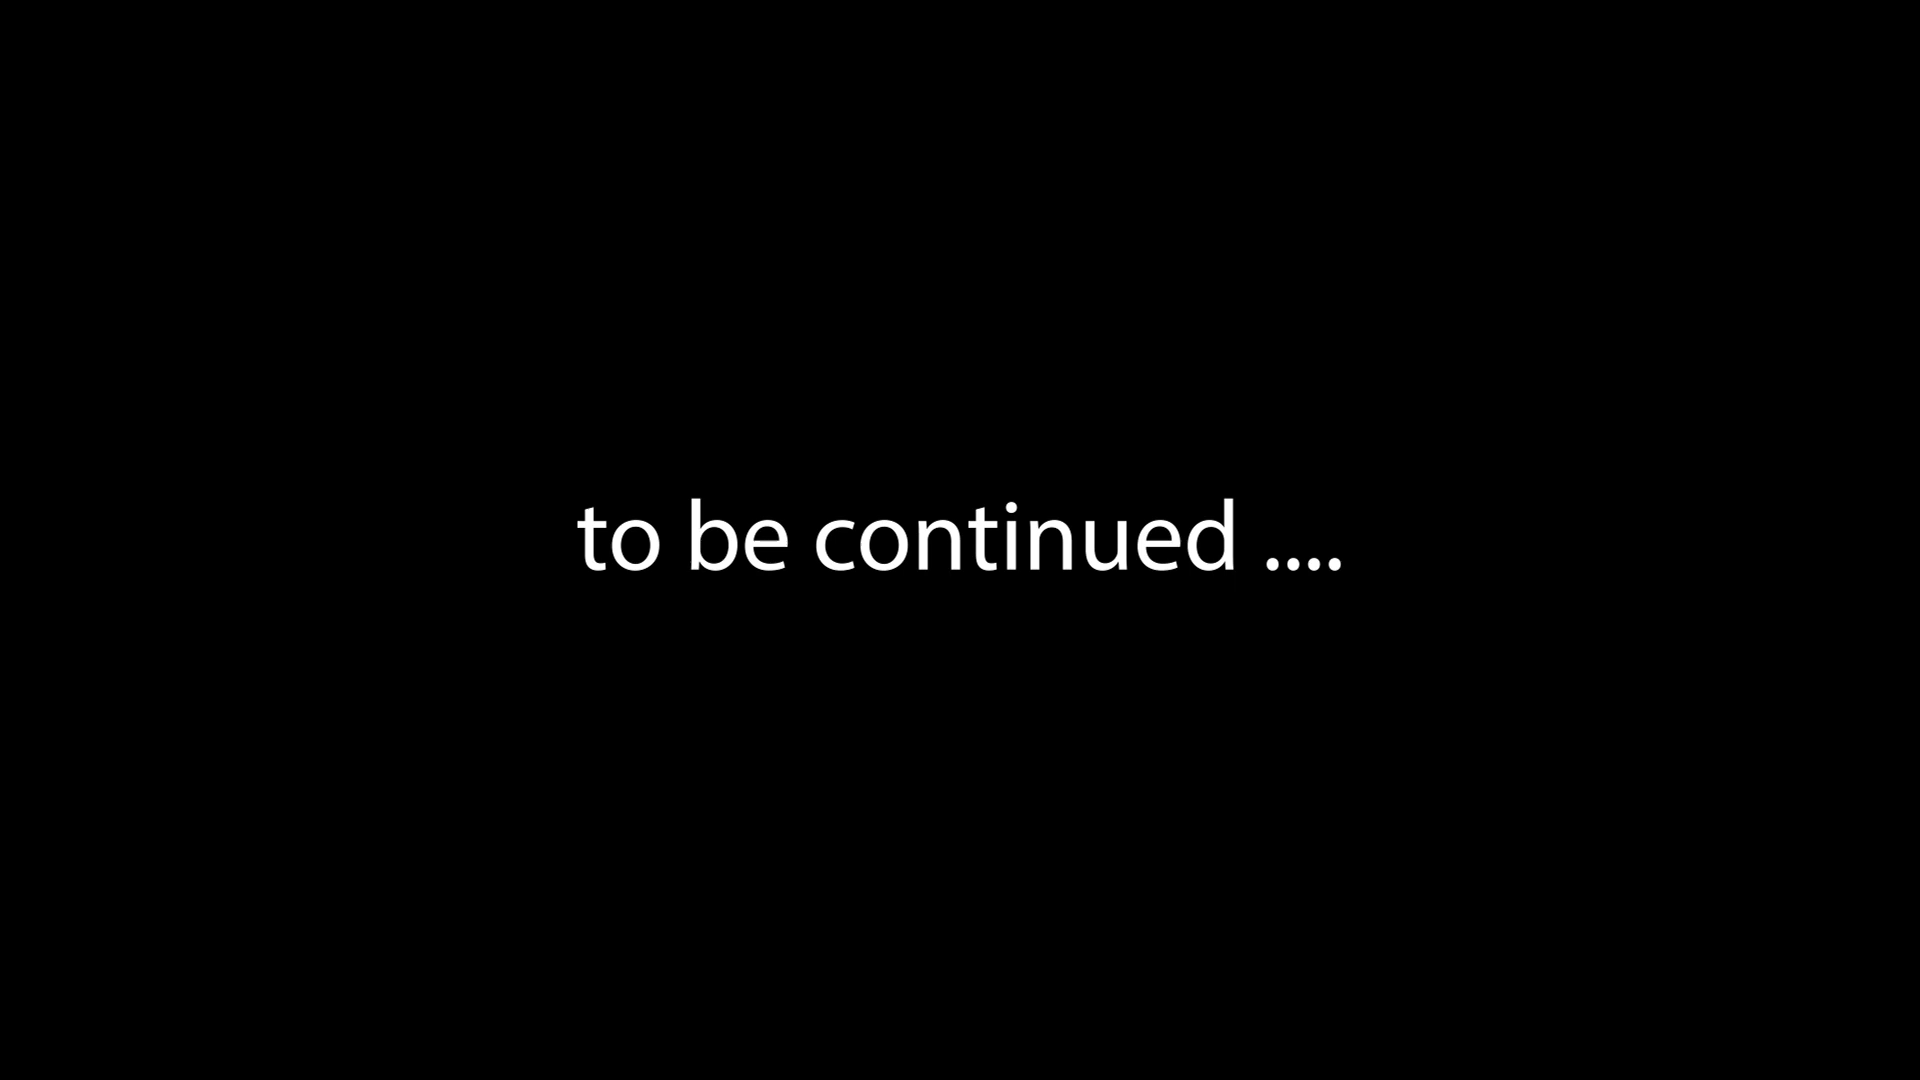 to be continued ....